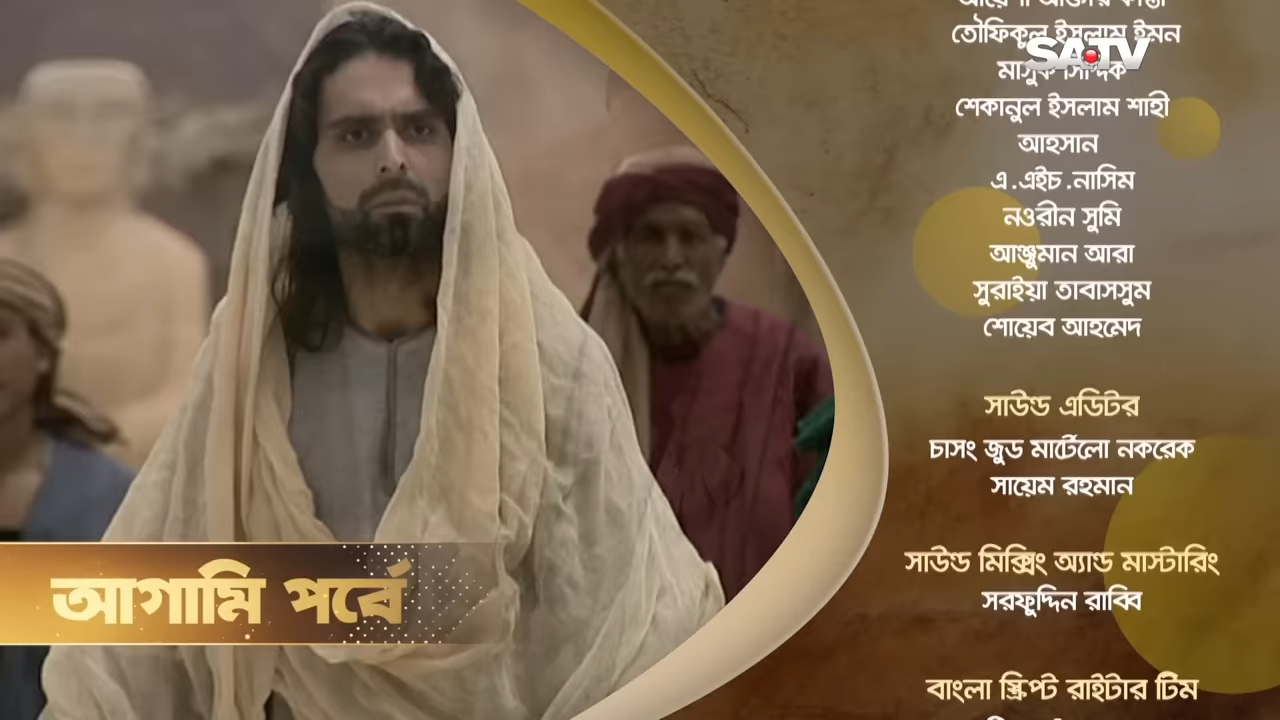 তৌফিকুল ইসলাম ইমন
SATV
মাসুক সিদ্দিক
শেকানুল ইসলাম শাহী
আহসান
এ.এইচ.নাসিম
নওরীন সুমি
আঞ্জুমান আরা
সুরাইয়া তাবাসসুম
শোয়েব আহমেদ
সাউন্ড এডিটর
চাসং জুড মার্টেলো নকরেক
সায়েম রহমান
সাউন্ড মিক্সিং অ্যান্ড মাস্টারিং
সরফুদ্দিন রাব্বি
বাংলা স্ক্রিপ্ট রাইটার টিম
আগামি পর্বে